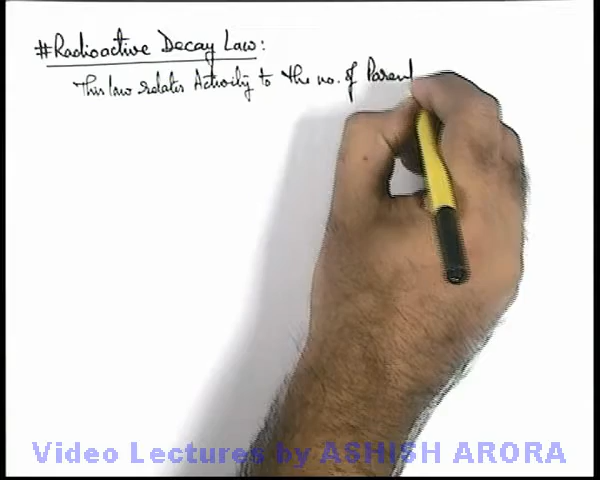 #Radioactive Decay Law:
This law relates Activity to the no. of Parent
Video Lectures by ASHISH ARORA